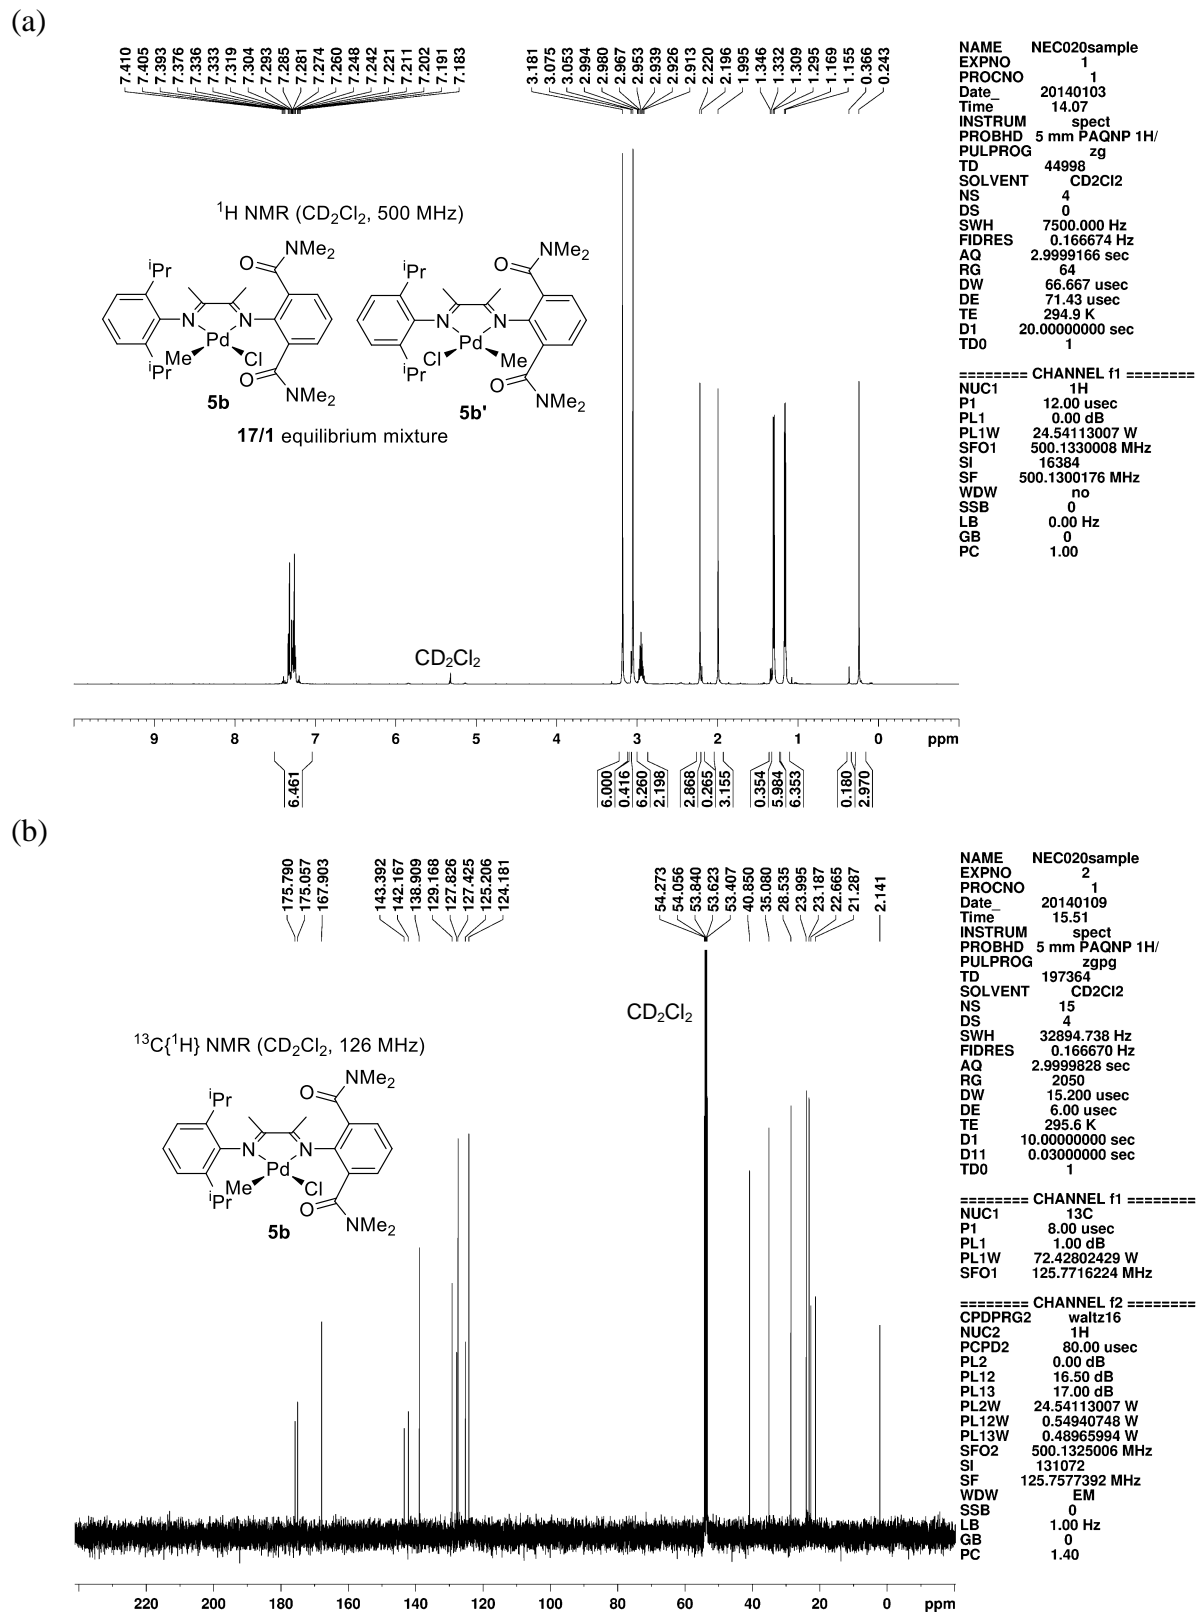 (a)
7.410
7.405
7.393
7.376
7.336
7.333
7.319
7.304
7.293
7.285
7.281
7.274
7.260
7.248
7.242
7.221
7.211
7.202
7.191
7.183
3.181
3.075
3.053
2.994
2.980
2.967
2.953
2.939
2.926
2.913
2.220
2.196
1.995
1.346
1.332
1.309
1.295
1.169
1.155
0.366
0.243
1H NMR (CD2Cl2, 500 MHz)
iPr
O
NMe2
N
N
Pd
Me
Cl
iPr
O
NMe2
5b
iPr
O
NMe2
N
N
Pd
Cl
Me
iPr
O
NMe2
5b'
17/1 equilibrium mixture
CD2Cl2
9 8 7 6 5 4 3 2 1 0 ppm
6.461
6.000
0.416
6.260
2.198
2.868
0.265
3.155
0.354
5.984
6.353
0.180
2.970
NAME NEC020sample
EXPNO 1
PROCNO 1
Date_ 20140103
Time 14.07
INSTRUM spect
PROBHD 5 mm PAQNP 1H/
PULPROG zg
TD 44998
SOLVENT CD2Cl2
NS 4
DS 0
SWH 7500.000 Hz
FIDRES 0.166674 Hz
AQ 2.9999166 sec
RG 64
DW 66.667 usec
DE 71.43 usec
TE 294.9 K
D1 20.00000000 sec
TD0 1
======== CHANNEL f1 ========
NUC1 1H
P1 12.00 usec
PL1 0.00 dB
PL1W 24.54113007 W
SFO1 500.1330008 MHz
SI 16384
SF 500.1300176 MHz
WDW no
SSB 0
LB 0.00 Hz
GB 0
PC 1.00
(b)
175.790
175.057
167.903
143.392
142.167
138.909
129.168
127.826
127.425
125.206
124.181
54.273
54.056
53.840
53.623
53.407
40.850
35.080
28.535
23.995
23.187
22.665
21.287
2.141
CD2Cl2
13C{1H} NMR (CD2Cl2, 126 MHz)
iPr
O
NMe2
N
N
Pd
Me
Cl
iPr
O
NMe2
5b
220 200 180 160 140 120 100 80 60 40 20 0 ppm
NAME NEC020sample
EXPNO 2
PROCNO 1
Date_ 20140109
Time 15.51
INSTRUM spect
PROBHD 5 mm PAQNP 1H/
PULPROG zgpg
TD 197364
SOLVENT CD2Cl2
NS 15
DS 4
SWH 32894.738 Hz
FIDRES 0.166670 Hz
AQ 2.9999828 sec
RG 2050
DW 15.200 usec
DE 6.00 usec
TE 295.6 K
D1 10.00000000 sec
D11 0.03000000 sec
TD0 1
======== CHANNEL f1 ========
NUC1 13C
P1 8.00 usec
PL1 1.00 dB
PL1W 72.42802429 W
SFO1 125.7716224 MHz
======== CHANNEL f2 ========
CPDPRG2 waltz16
NUC2 1H
PCPD2 80.00 usec
PL2 0.00 dB
PL12 16.50 dB
PL13 17.00 dB
PL2W 24.54113007 W
PL12W 0.54940748 W
PL13W 0.48965994 W
SFO2 500.1325006 MHz
SI 131072
SF 125.7577392 MHz
WDW EM
SSB 0
LB 1.00 Hz
GB 0
PC 1.40